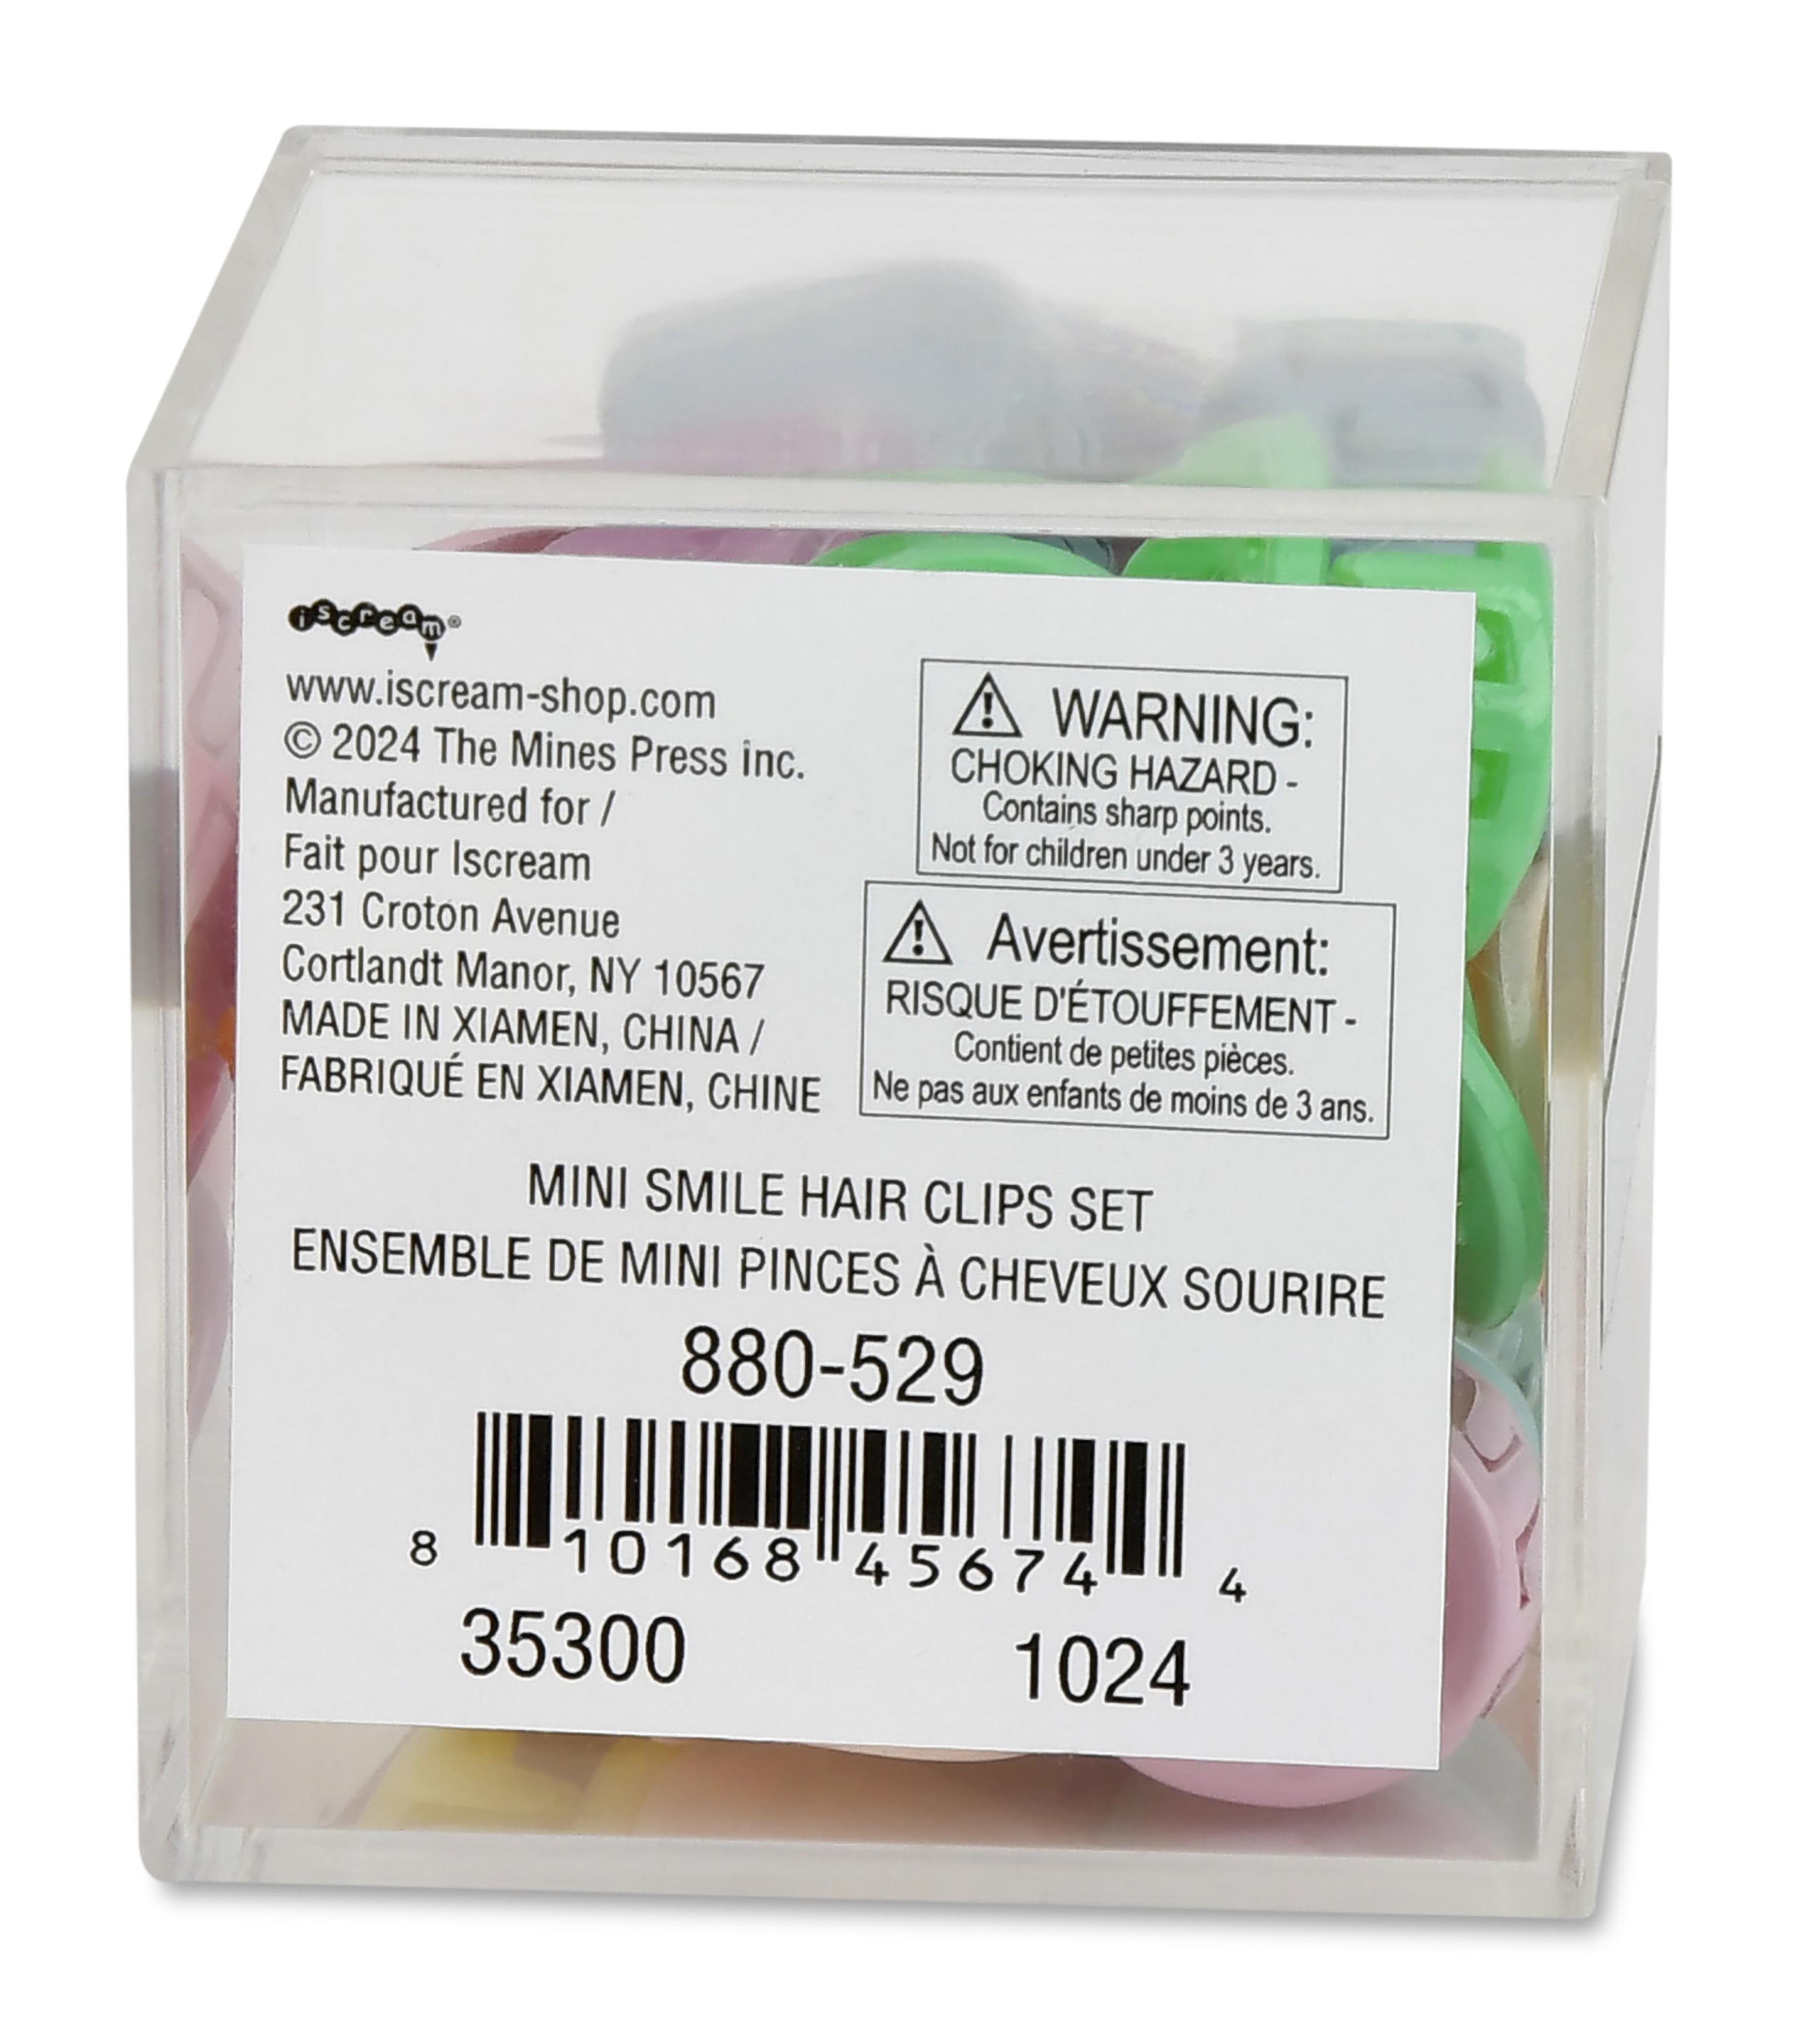 iscream®
www.iscream-shop.com
© 2024 The Mines Press inc.
Manufactured for /
Fait pour Iscream
231 Croton Avenue
Cortlandt Manor, NY 10567
MADE IN XIAMEN, CHINA /
FABRIQUÉ EN XIAMEN, CHINE
⚠ WARNING:
CHOKING HAZARD -
Contains sharp points.
Not for children under 3 years.
⚠ Avertissement:
RISQUE D'ÉTOUFFEMENT -
Contient de petites pièces.
Ne pas aux enfants de moins de 3 ans.
MINI SMILE HAIR CLIPS SET
ENSEMBLE DE MINI PINCES À CHEVEUX SOURIRE
880-529
8 10168 45674 4
35300 1024